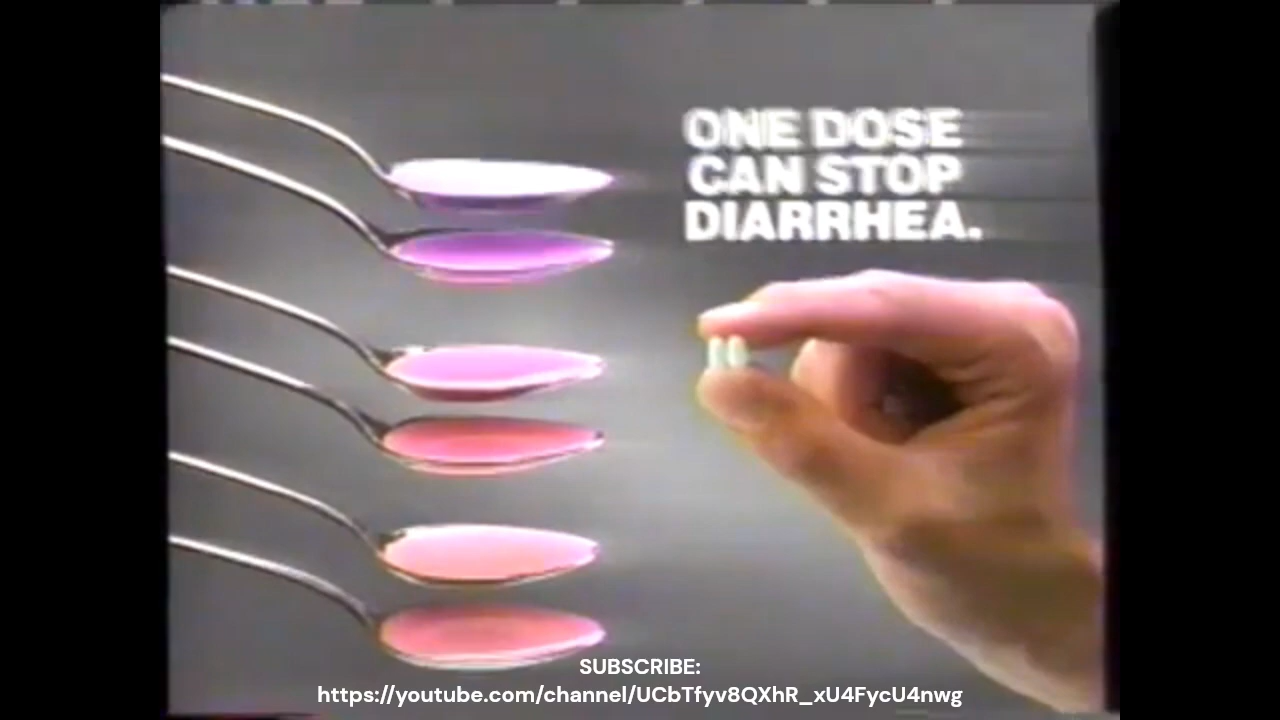 ONE DOSE
CAN STOP
DIARRHEA.
SUBSCRIBE:
https://youtube.com/channel/UCbTfyv8QXhR_xU4FycU4nwg